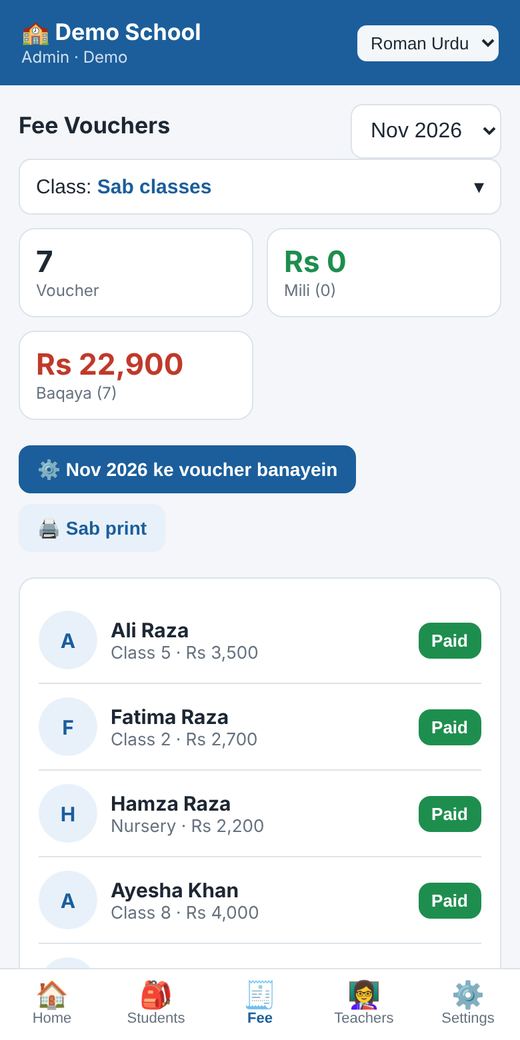 Demo School
Admin · Demo
Roman Urdu
Fee Vouchers
Nov 2026
Class: Sab classes
7
Voucher
Rs 0
Mili (0)
Rs 22,900
Baqaya (7)
Nov 2026 ke voucher banayein
Sab print
A
Ali Raza
Class 5 · Rs 3,500
Paid
F
Fatima Raza
Class 2 · Rs 2,700
Paid
H
Hamza Raza
Nursery · Rs 2,200
Paid
A
Ayesha Khan
Class 8 · Rs 4,000
Paid
Home
Students
Fee
Teachers
Settings